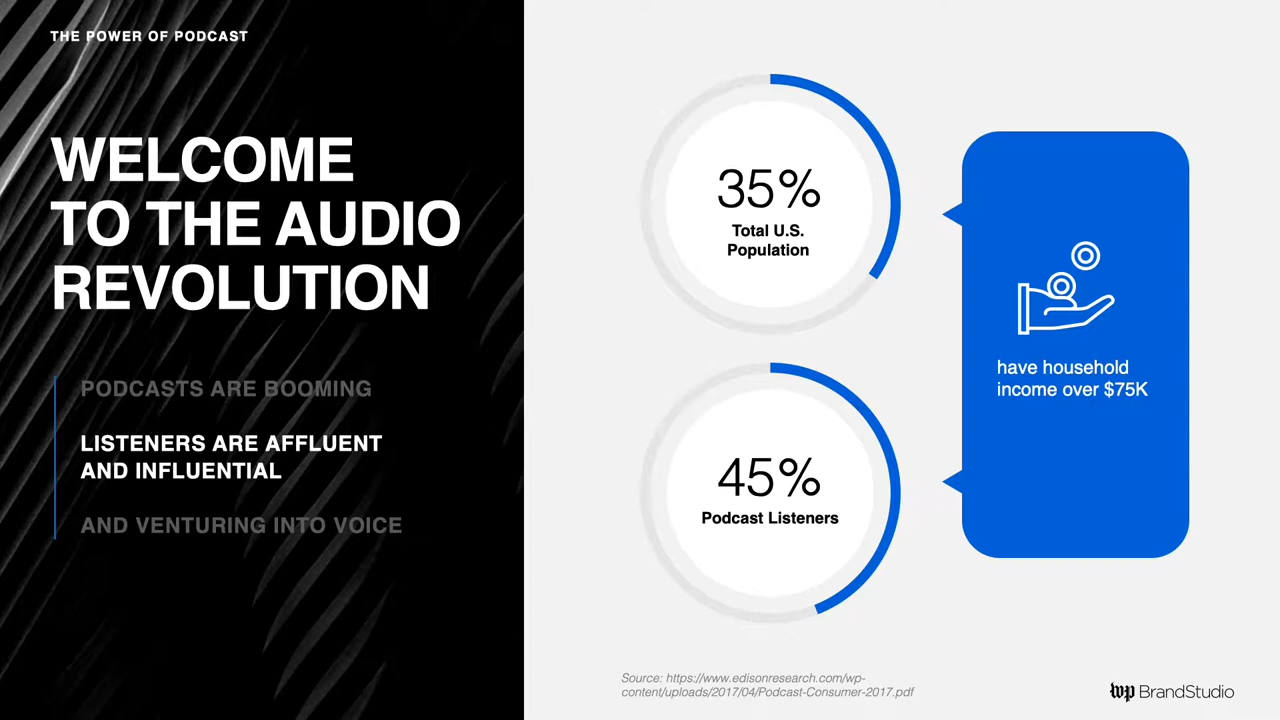 THE POWER OF PODCAST
WELCOME
TO THE AUDIO
REVOLUTION
PODCASTS ARE BOOMING
LISTENERS ARE AFFLUENT
AND INFLUENTIAL
AND VENTURING INTO VOICE
35%
Total U.S.
Population
45%
Podcast Listeners
have household
income over $75K
Source: https://www.edisonresearch.com/wp-
content/uploads/2017/04/Podcast-Consumer-2017.pdf
wp BrandStudio